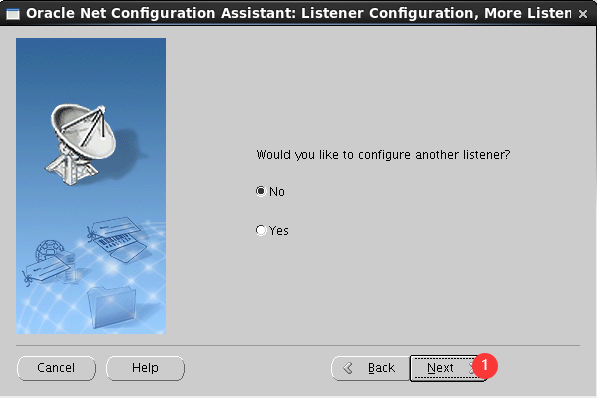 Oracle Net Configuration Assistant: Listener Configuration, More Listen
Would you like to configure another listener?
No
Yes
Cancel
Help
Back
Next
1